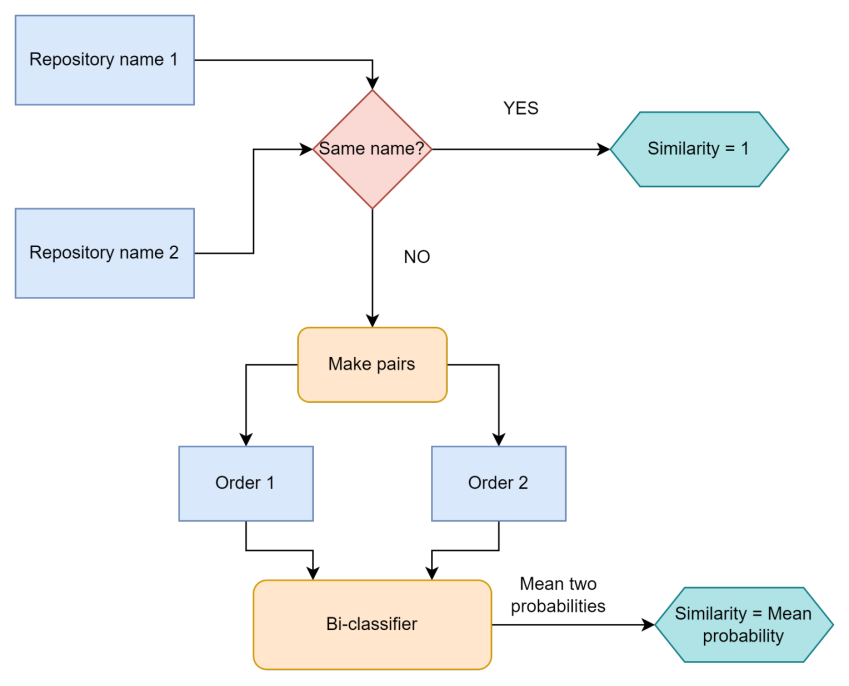 Repository name 1
YES
Same name?
Similarity = 1
Repository name 2
NO
Make pairs
Order 1
Order 2
Mean two
probabilities
Bi-classifier
Similarity = Mean
probability